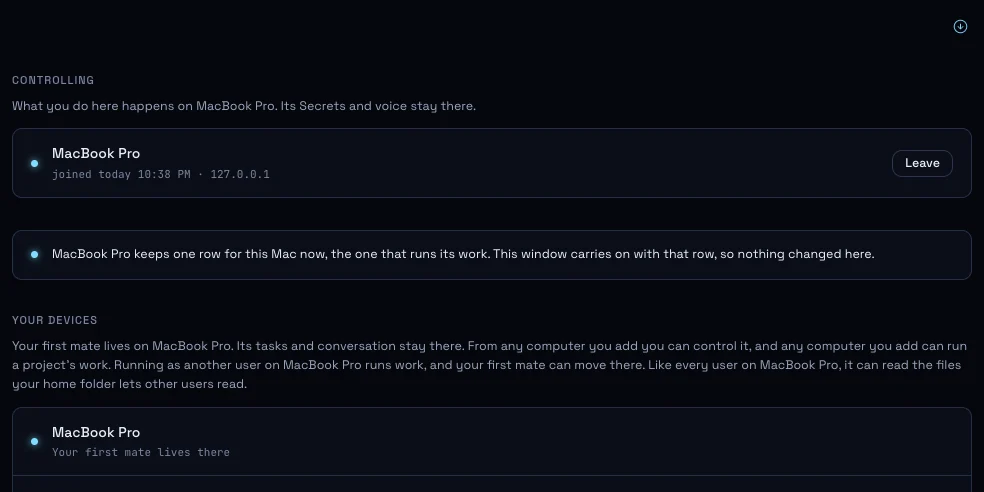 CONTROLLING
What you do here happens on MacBook Pro. Its Secrets and voice stay there.
MacBook Pro
joined today 10:38 PM · 127.0.0.1
Leave
MacBook Pro keeps one row for this Mac now, the one that runs its work. This window carries on with that row, so nothing changed here.
YOUR DEVICES
Your first mate lives on MacBook Pro. Its tasks and conversation stay there. From any computer you add you can control it, and any computer you add can run
a project's work. Running as another user on MacBook Pro runs work, and your first mate can move there. Like every user on MacBook Pro, it can read the files
your home folder lets other users read.
MacBook Pro
Your first mate lives there